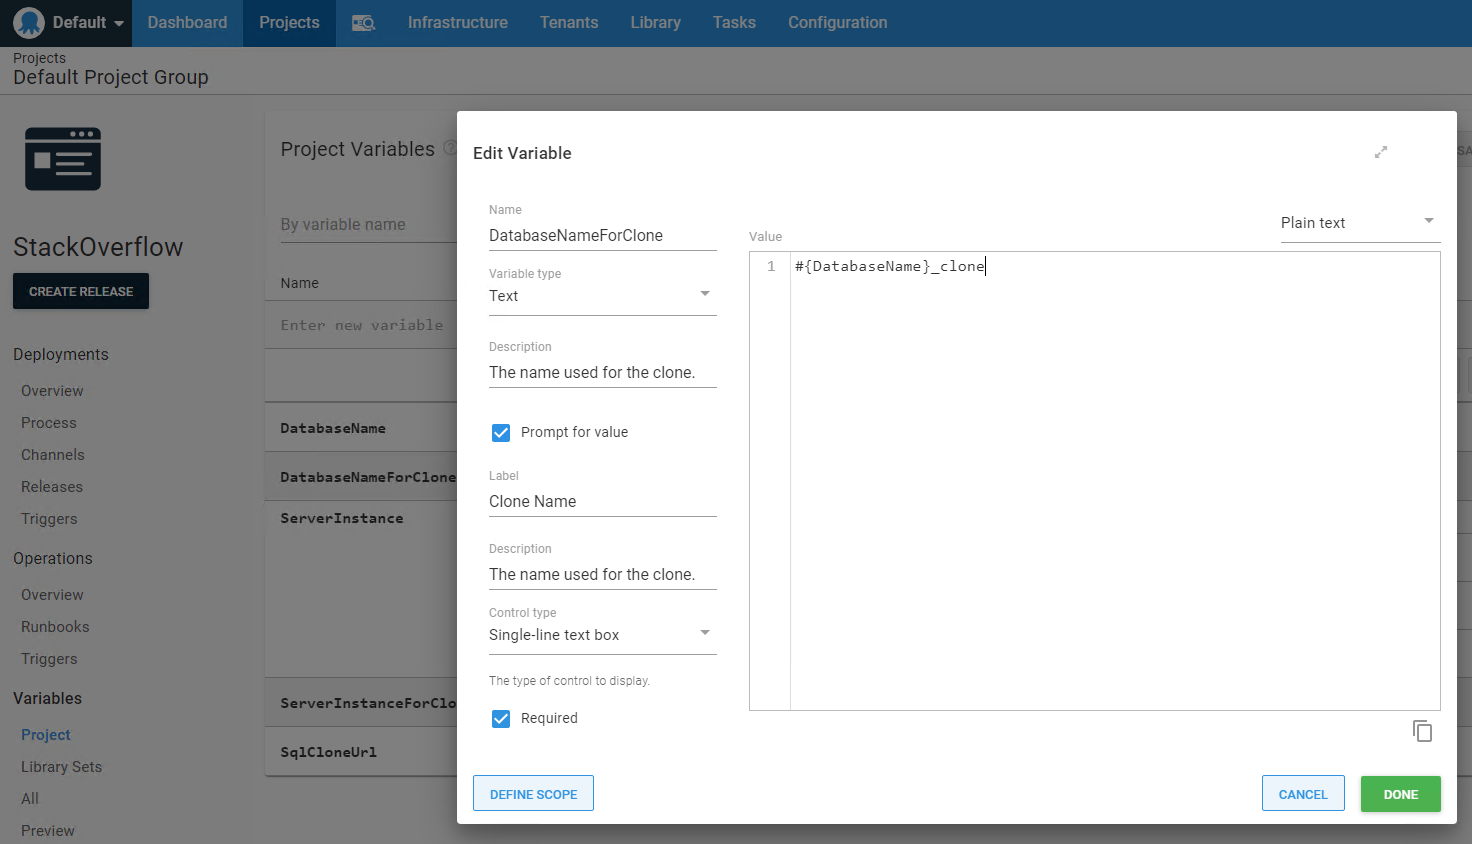 Default
Dashboard
Projects
Infrastructure
Tenants
Library
Tasks
Configuration
Projects
Default Project Group
StackOverflow
CREATE RELEASE
Deployments
Overview
Process
Channels
Releases
Triggers
Operations
Overview
Runbooks
Triggers
Variables
Project
Library Sets
All
Preview
Project Variables
By variable name
Name
Enter new variable
DatabaseName
DatabaseNameForClone
ServerInstance
ServerInstanceForClo
SqlCloneUrl
SA
Edit Variable
Name
DatabaseNameForClone
Variable type
Text
Description
The name used for the clone.
Prompt for value
Label
Clone Name
Description
The name used for the clone.
Control type
Single-line text box
The type of control to display.
Required
Value
Plain text
1 #{DatabaseName}_clone
DEFINE SCOPE
CANCEL
DONE